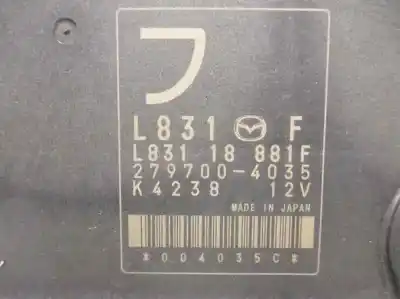 フ
L831 F
L831 18 881F
279700-4035
K4238 12V
MADE IN JAPAN
*004035C*